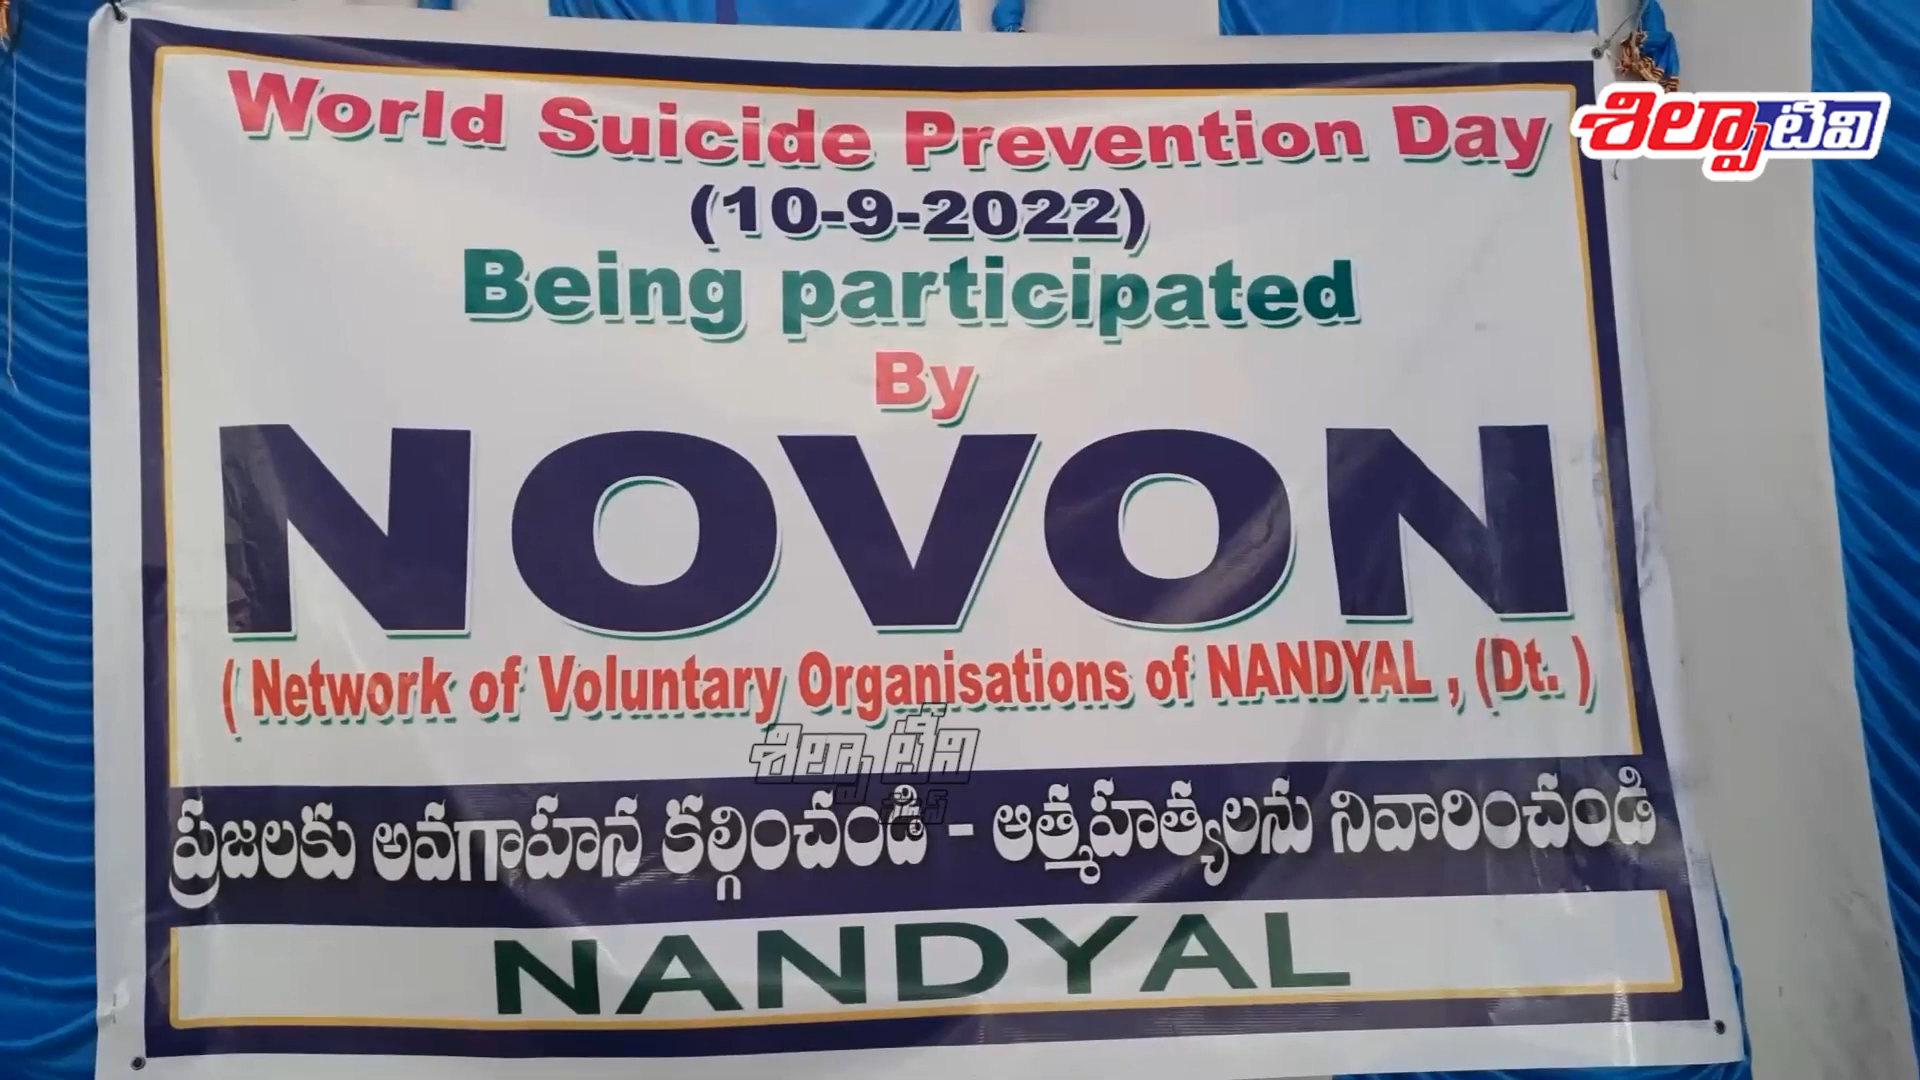 World Suicide Prevention Day
శిల్పా టీవి
(10-9-2022)
Being participated
By
NOVON
( Network of Voluntary Organisations of NANDYAL , (Dt. )
శిల్పా టీవి
ప్రజలకు అవగాహన కల్గించండి - ఆత్మహత్యలను నివారించండి
NANDYAL